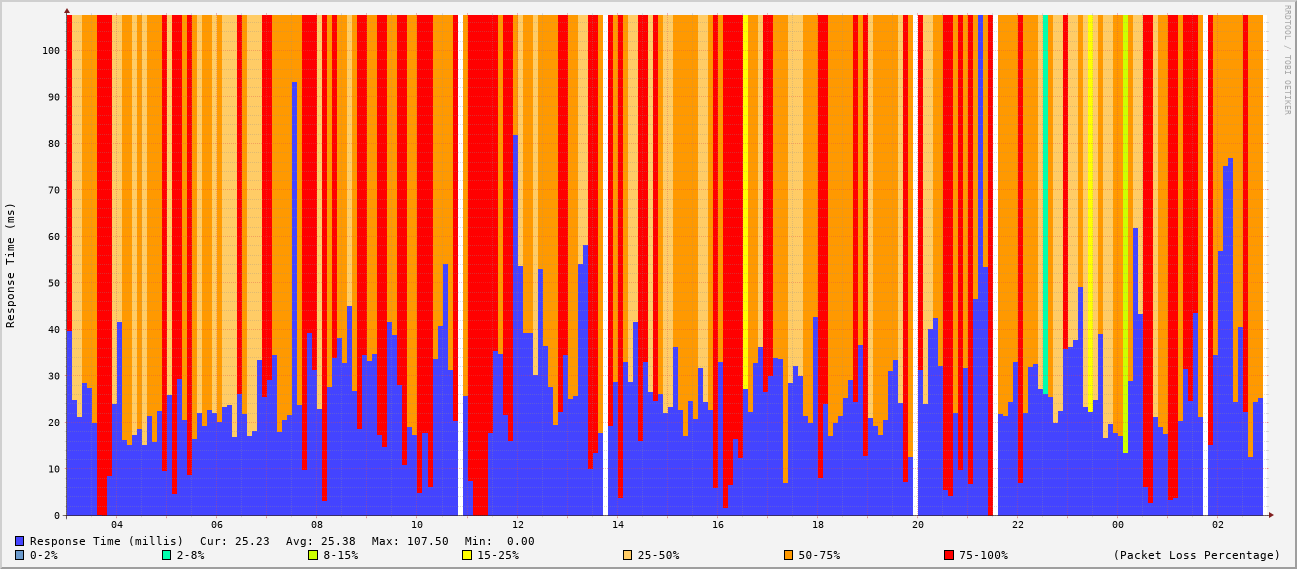 RRDTOOL / TOBI OETIKER
Response Time (ms)
100
90
80
70
60
50
40
30
20
10
0
04 06 08 10 12 14 16 18 20 22 00 02
Response Time (millis) Cur: 25.23 Avg: 25.38 Max: 107.50 Min: 0.00
0-2% 2-8% 8-15% 15-25% 25-50% 50-75% 75-100% (Packet Loss Percentage)